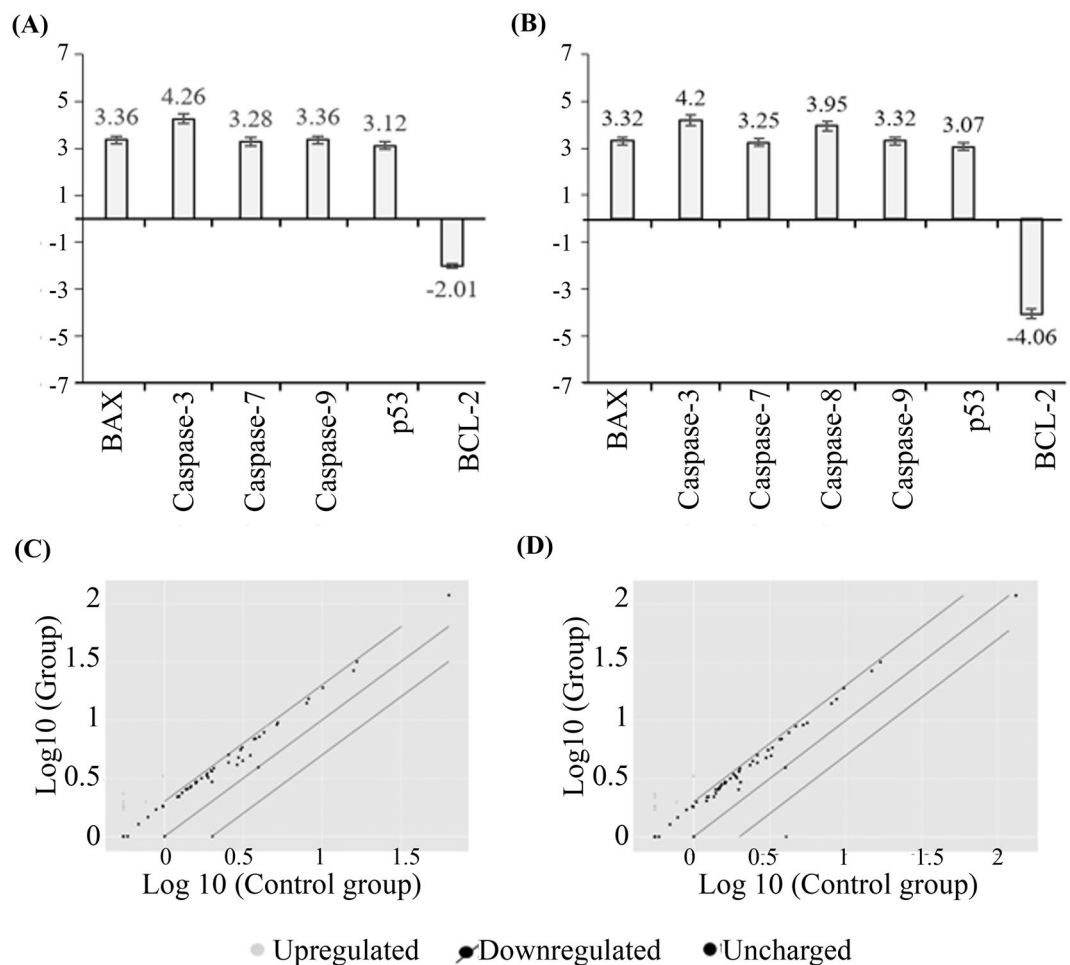 (A)
(B)
7
5
3
1
-1
-3
-5
-7
3.36
4.26
3.28
3.36
3.12
-2.01
BAX
Caspase-3
Caspase-7
Caspase-9
p53
BCL-2
7
5
3
1
-1
-3
-5
-7
3.32
4.2
3.25
3.95
3.32
3.07
-4.06
BAX
Caspase-3
Caspase-7
Caspase-8
Caspase-9
p53
BCL-2
(C)
(D)
Log10 (Group)
2
1.5
1
0.5
0
0 0.5 1 1.5
Log 10 (Control group)
Log10 (Group)
2
1.5
1
0.5
0
0 0.5 1 1.5 2
Log 10 (Control group)
Upregulated Downregulated Uncharged